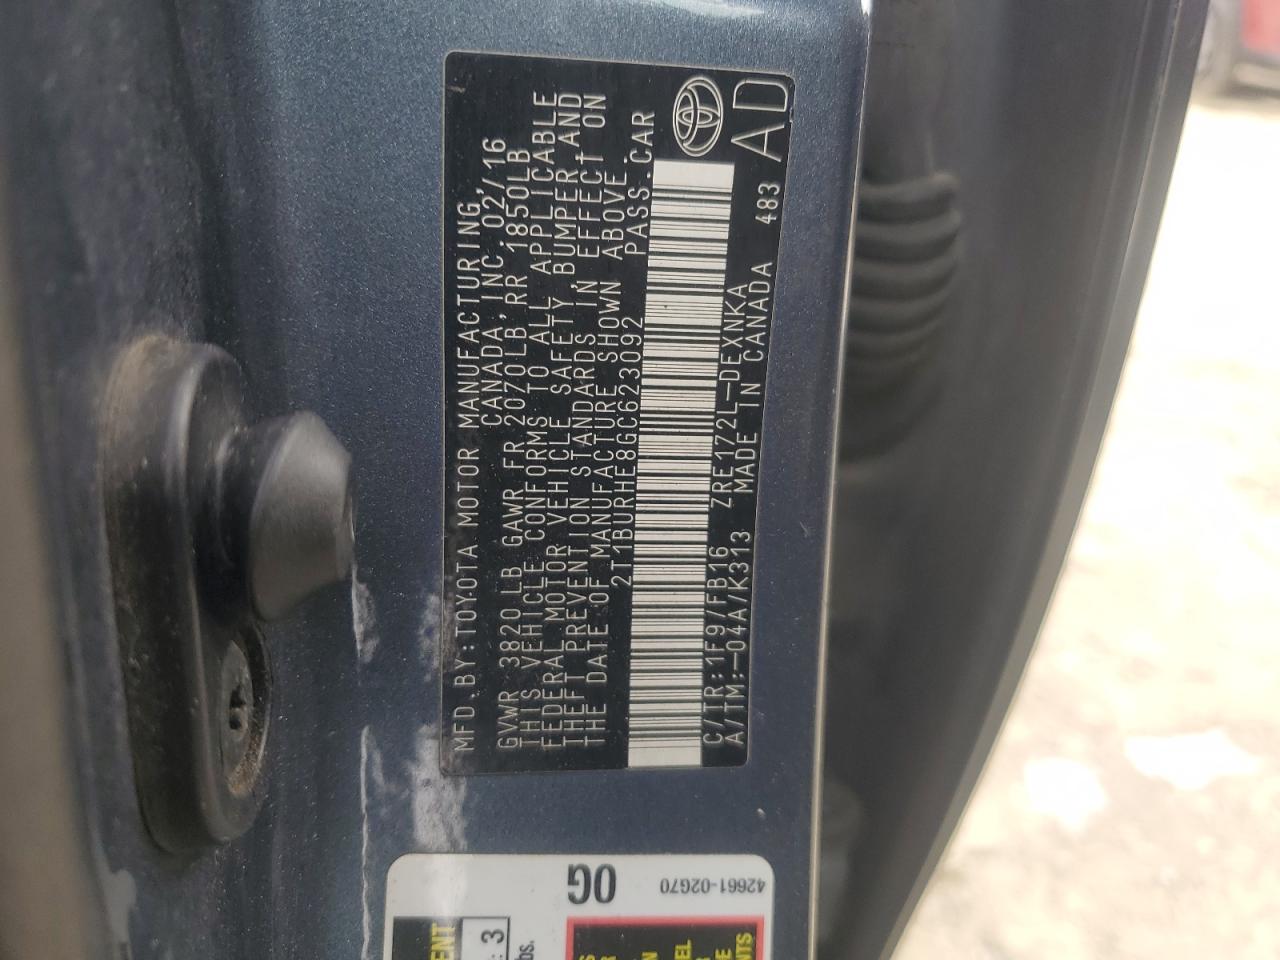 MFD.BY:TOYOTA MOTOR MANUFACTURING,
CANADA,INC.02/16
GVWR 3820 LB GAWR FR 2070LB,RR 1850LB
THIS VEHICLE CONFORMS TO ALL APPLICABLE
FEDERAL MOTOR VEHICLE SAFETY,BUMPER,AND
THEFT PREVENTION STANDARDS IN EFFECT ON
THE DATE OF MANUFACTURE SHOWN ABOVE.
2T1BURHE8GC623092 PASS.CAR
C/TR:1F9/FB16 ZRE172L-DEXNKA 483
A/TM:-04A/K313 MADE IN CANADA
AD
0G
42661-02G70
3